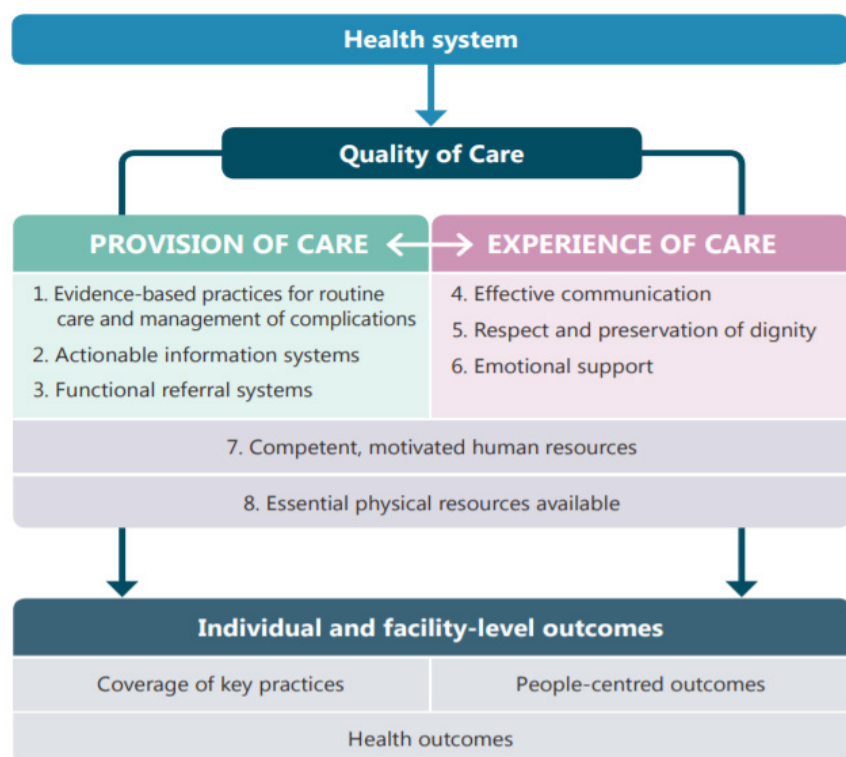 Health system
Quality of Care
PROVISION OF CARE
EXPERIENCE OF CARE
1. Evidence-based practices for routine
care and management of complications
2. Actionable information systems
3. Functional referral systems
4. Effective communication
5. Respect and preservation of dignity
6. Emotional support
7. Competent, motivated human resources
8. Essential physical resources available
Individual and facility-level outcomes
Coverage of key practices
People-centred outcomes
Health outcomes